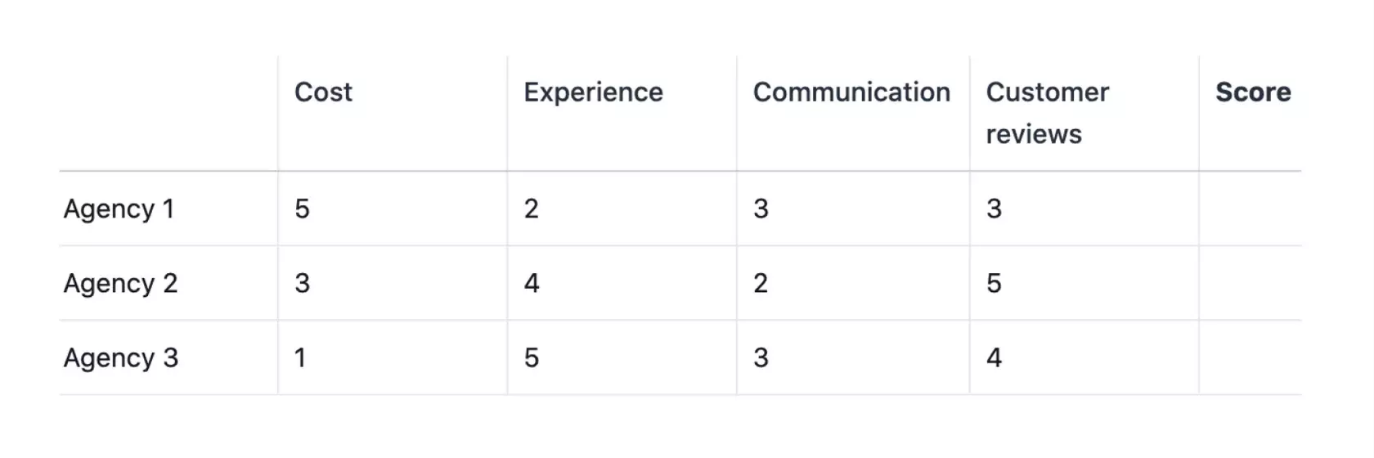 Cost Experience Communication Customer reviews Score
Agency 1 5 2 3 3
Agency 2 3 4 2 5
Agency 3 1 5 3 4